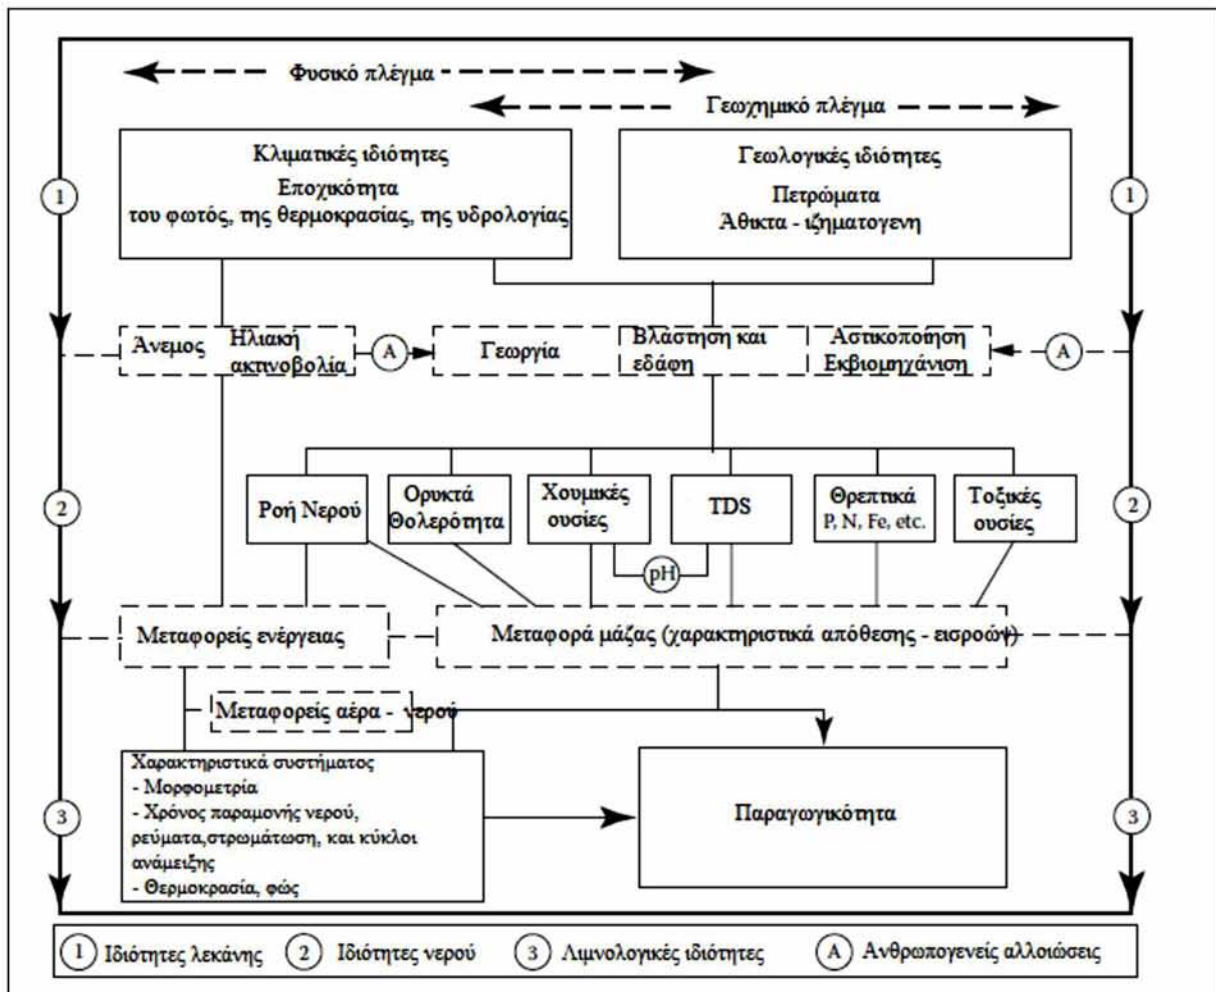 Φυσικό πλέγμα
Γεωχημικό πλέγμα
Κλιματικές ιδιότητες
Εποχικότητα
του φωτός, της θερμοκρασίας, της υδρολογίας
Γεωλογικές ιδιότητες
Πετρώματα
Άθικτα - ιζηματογενη
1
1
Άνεμος
Ηλιακή
ακτινοβολία
A
Γεωργία
Βλάστηση και
εδάφη
Αστικοποίηση
Εκβιομηχάνιση
A
2
Ροή Νερού
Ορυκτά
Θολερότητα
Χουμικές
ουσίες
TDS
Θρεπτικά
P, N, Fe, etc.
Τοξικές
ουσίες
2
pH
Μεταφορείς ενέργειας
Μεταφορά μάζας (χαρακτηριστικά απόθεσης - εισροών)
Μεταφορείς αέρα - νερού
3
Χαρακτηριστικά συστήματος
- Μορφομετρία
- Χρόνος παραμονής νερού,
ρεύματα,στρωμάτωση, και κύκλοι
ανάμειξης
- Θερμοκρασία, φώς
Παραγωγικότητα
3
1 Ιδιότητες λεκάνης
2 Ιδιότητες νερού
3 Λιμνολογικές ιδιότητες
A Ανθρωπογενείς αλλοιώσεις